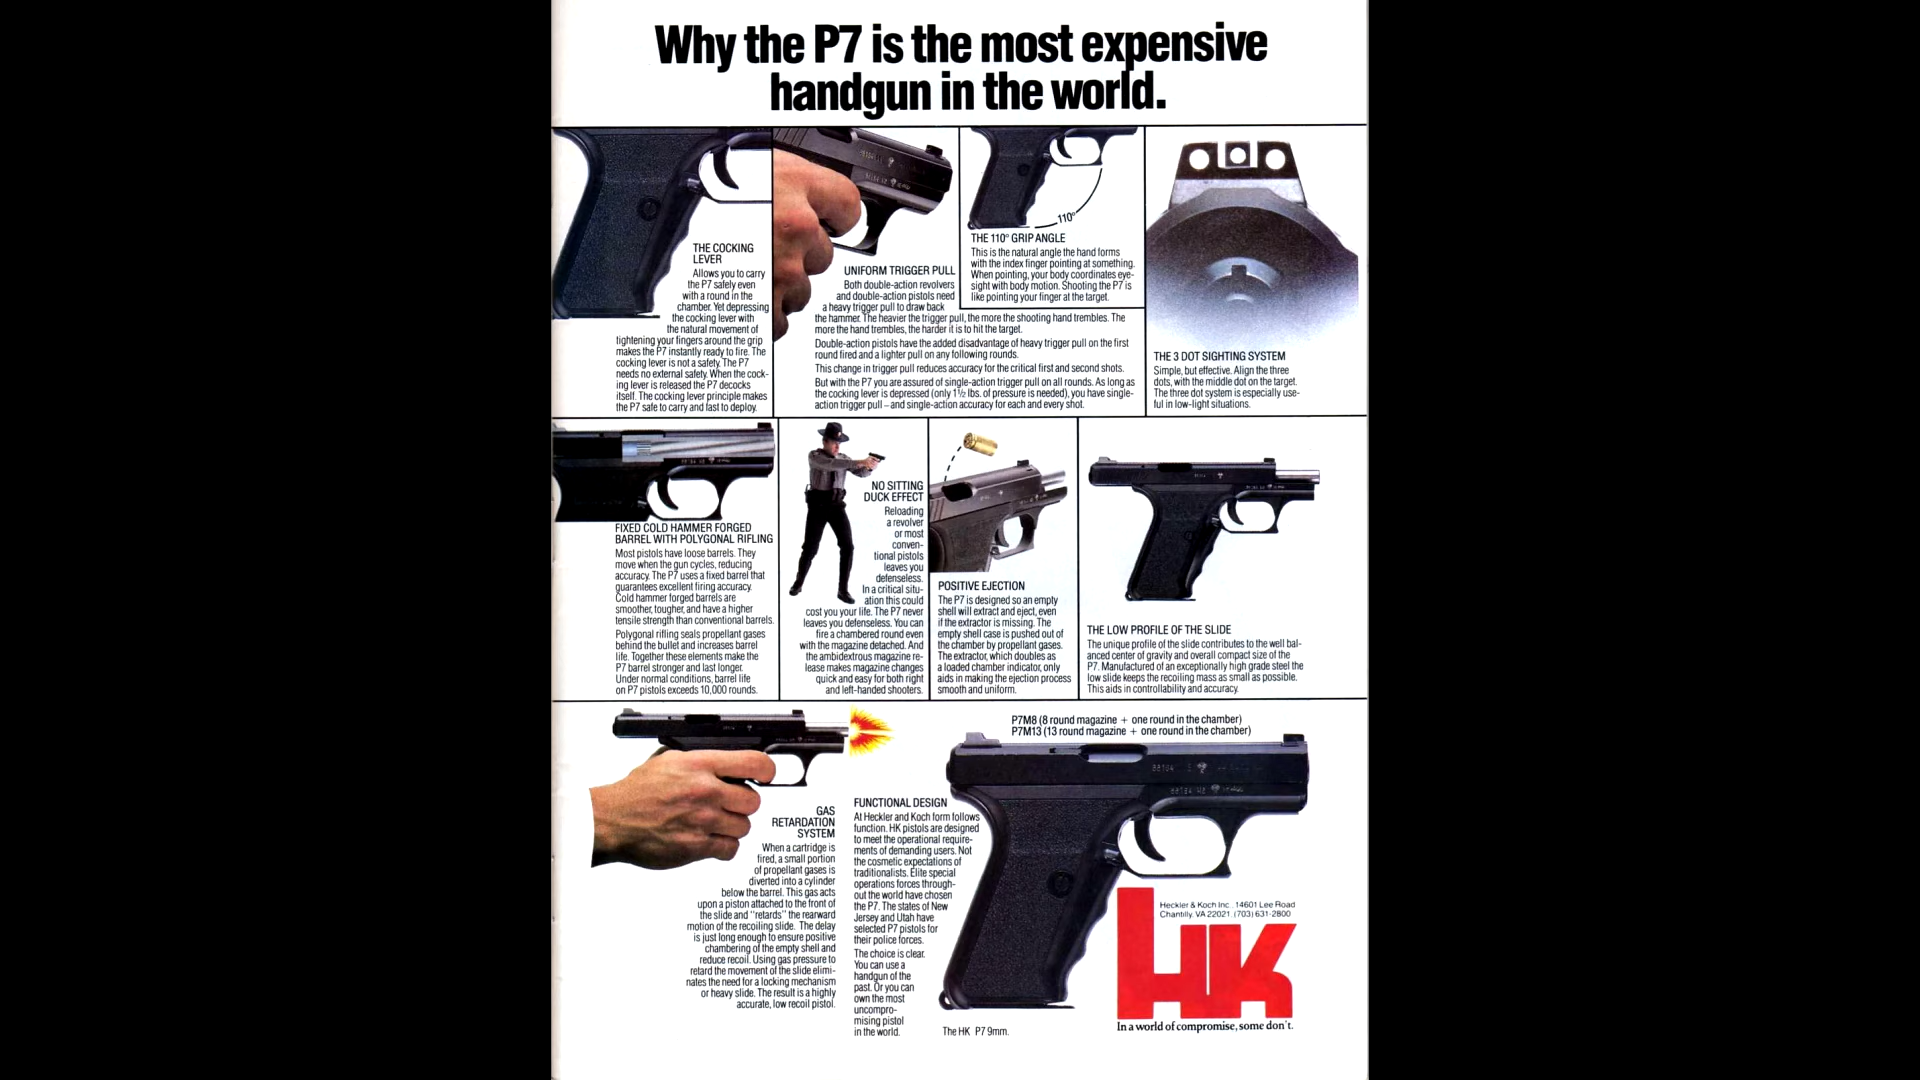 Why the P7 is the most expensive
handgun in the world.
THE COCKING
LEVER
Allows you to carry
the P7 safely even
with a round in the
chamber. Yet depressing
the cocking lever with
the natural movement of
tightening your fingers around the grip
makes the P7 instantly ready to fire. The
cocking lever is not a safety. The P7
needs no external safety. When the cock-
ing lever is released the P7 decocks
itself. The cocking lever principle makes
the P7 safe to carry and fast to deploy.
UNIFORM TRIGGER PULL
Both double-action revolvers
and double-action pistols need
a heavy trigger pull to draw back
the hammer. The heavier the trigger pull, the more the shooting hand trembles. The
more the hand trembles, the harder it is to hit the target.
Double-action pistols have the added disadvantage of heavy trigger pull on the first
round fired and a lighter pull on any following rounds.
This change in trigger pull reduces accuracy for the critical first and second shots.
But with the P7 you are assured of single-action trigger pull on all rounds. As long as
the cocking lever is depressed (only 1½ lbs. of pressure is needed), you have single-
action trigger pull – and single-action accuracy for each and every shot.
110°
THE 110° GRIP ANGLE
This is the natural angle the hand forms
with the index finger pointing at something.
When pointing, your body coordinates eye-
sight with body motion. Shooting the P7 is
like pointing your finger at the target.
THE 3 DOT SIGHTING SYSTEM
Simple, but effective. Align the three
dots, with the middle dot on the target.
The three dot system is especially use-
ful in low-light situations.
FIXED COLD HAMMER FORGED
BARREL WITH POLYGONAL RIFLING
Most pistols have loose barrels. They
move when the gun cycles, reducing
accuracy. The P7 uses a fixed barrel that
guarantees excellent firing accuracy.
Cold hammer forged barrels are
smoother, tougher, and have a higher
tensile strength than conventional barrels.
Polygonal rifling seals propellant gases
behind the bullet and increases barrel
life. Together these elements make the
P7 barrel stronger and last longer.
Under normal conditions, barrel life
on P7 pistols exceeds 10,000 rounds.
NO SITTING
DUCK EFFECT
Reloading
a revolver
or most
conven-
tional pistols
leaves you
defenseless.
In a critical situ-
ation this could
cost you your life. The P7 never
leaves you defenseless. You can
fire a chambered round even
with the magazine detached. And
the ambidextrous magazine re-
lease makes magazine changes
quick and easy for both right
and left-handed shooters.
POSITIVE EJECTION
The P7 is designed so an empty
shell will extract and eject, even
if the extractor is missing. The
empty shell case is pushed out of
the chamber by propellant gases.
The extractor, which doubles as
a loaded chamber indicator, only
aids in making the ejection process
smooth and uniform.
THE LOW PROFILE OF THE SLIDE
The unique profile of the slide contributes to the well bal-
anced center of gravity and overall compact size of the
P7. Manufactured of an exceptionally high grade steel the
low slide keeps the recoiling mass as small as possible.
This aids in controllability and accuracy.
GAS
RETARDATION
SYSTEM
When a cartridge is
fired, a small portion
of propellant gases is
diverted into a cylinder
below the barrel. This gas acts
upon a piston attached to the front of
the slide and "retards" the rearward
motion of the recoiling slide. The delay
is just long enough to ensure positive
chambering of the empty shell and
reduce recoil. Using gas pressure to
retard the movement of the slide elimi-
nates the need for a locking mechanism
or heavy slide. The result is a highly
accurate, low recoil pistol.
FUNCTIONAL DESIGN
At Heckler and Koch form follows
function. HK pistols are designed
to meet the operational require-
ments of demanding users. Not
the cosmetic expectations of
traditionalists. Elite special
operations forces through-
out the world have chosen
the P7. The states of New
Jersey and Utah have
selected P7 pistols for
their police forces.
The choice is clear.
You can use a
handgun of the
past. Or you can
own the most
uncompro-
mising pistol
in the world.
P7M8 (8 round magazine + one round in the chamber)
P7M13 (13 round magazine + one round in the chamber)
The HK P7 9mm.
Heckler & Koch Inc., 14601 Lee Road
Chantilly, VA 22021, (703) 631-2800
HK
In a world of compromise, some don't.